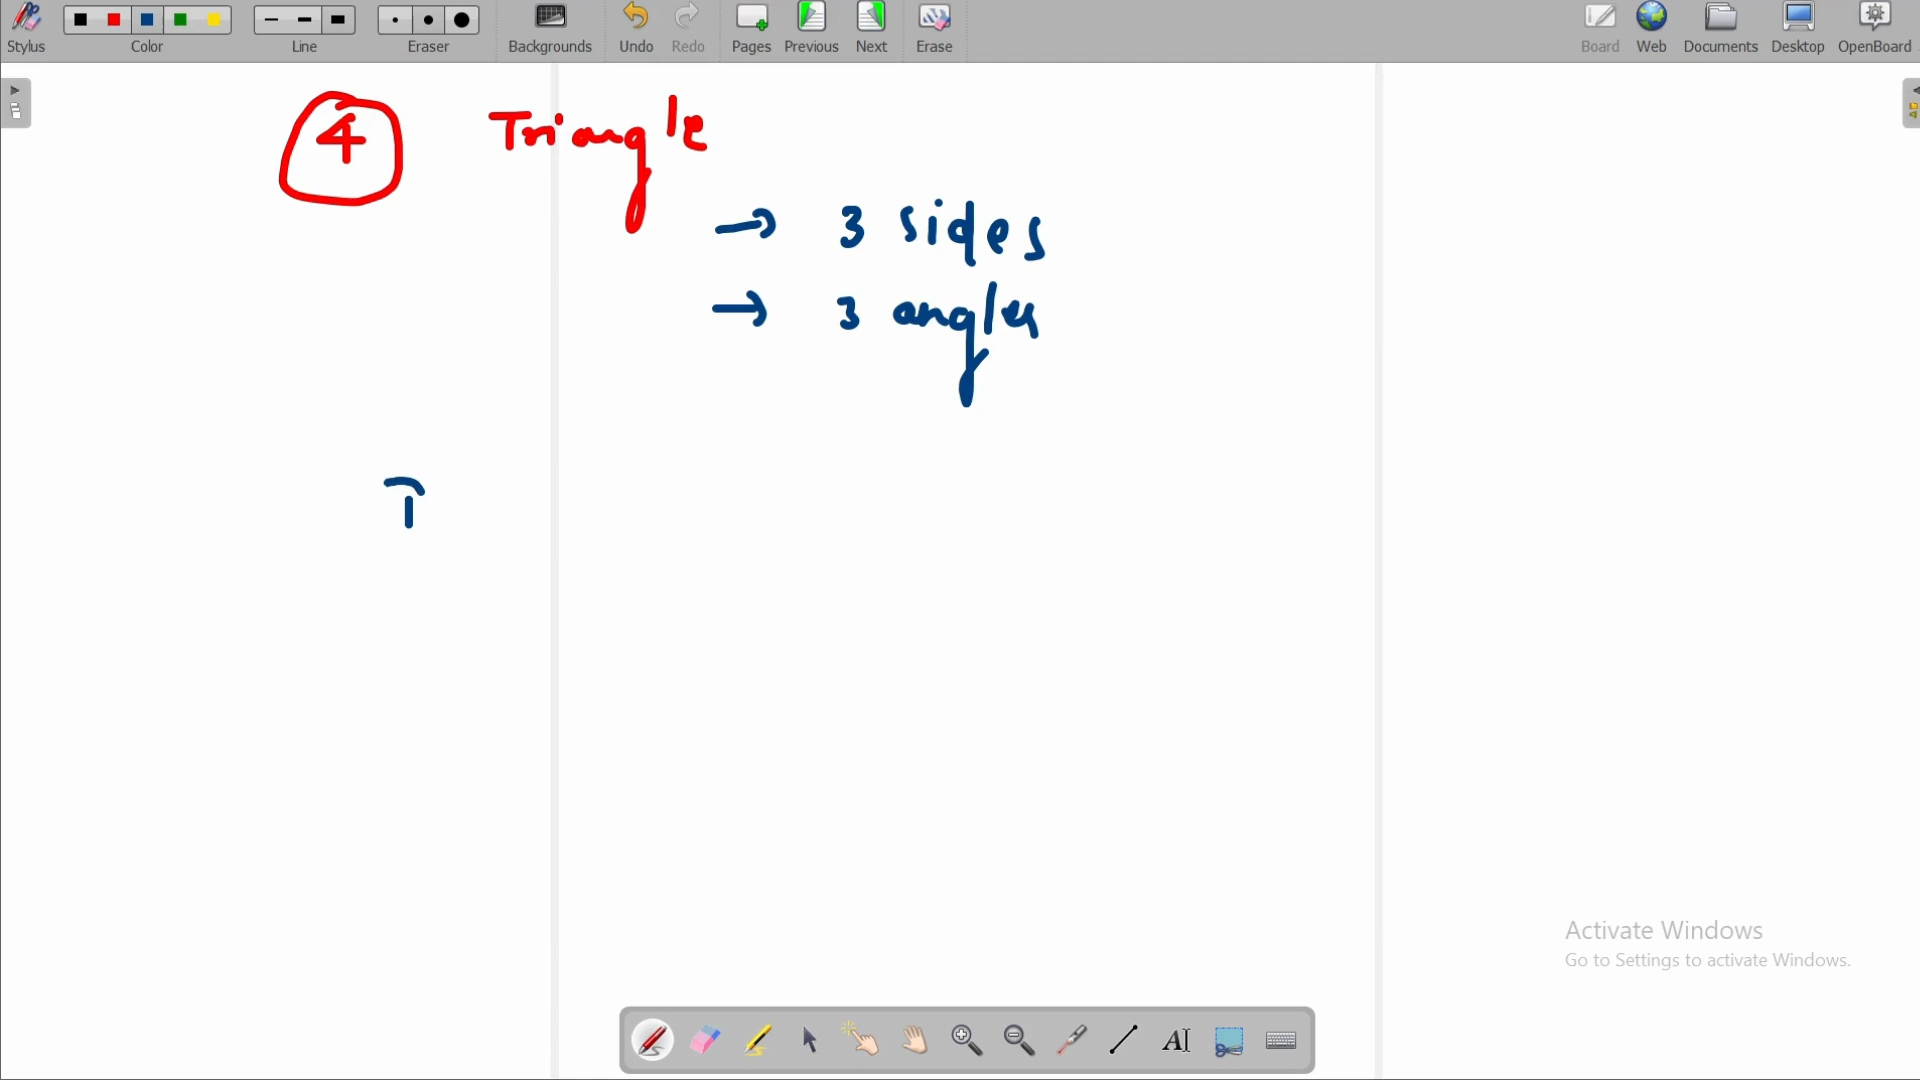 Stylus Color Line Eraser Backgrounds Undo Redo Pages Previous Next Erase Board Web Documents Desktop OpenBoard
4 Triangle
→ 3 sides
→ 3 angles
T
Activate Windows
Go to Settings to activate Windows.